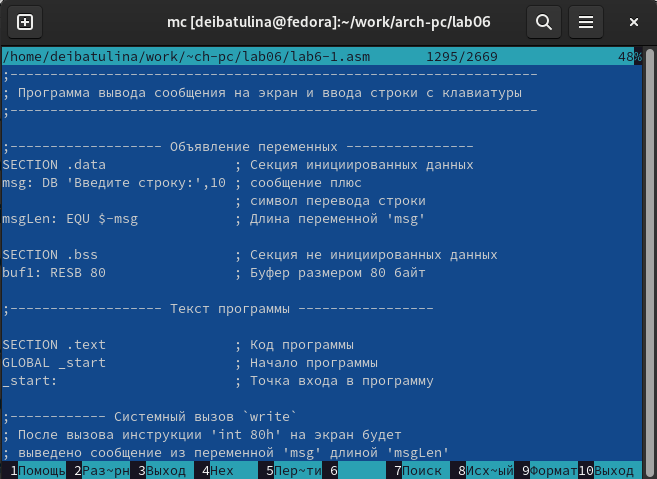 mc [deibatulina@fedora]:~/work/arch-pc/lab06
/home/deibatulina/work/~ch-pc/lab06/lab6-1.asm 1295/2669 48%
;------------------------------------------------------------------
; Программа вывода сообщения на экран и ввода строки с клавиатуры
;------------------------------------------------------------------
;------------------- Объявление переменных ----------------
SECTION .data ; Секция инициированных данных
msg: DB 'Введите строку:',10 ; сообщение плюс
; символ перевода строки
msgLen: EQU $-msg ; Длина переменной 'msg'
SECTION .bss ; Секция не инициированных данных
buf1: RESB 80 ; Буфер размером 80 байт
;------------------- Текст программы -----------------
SECTION .text ; Код программы
GLOBAL _start ; Начало программы
_start: ; Точка входа в программу
;------------ Системный вызов `write`
; После вызова инструкции 'int 80h' на экран будет
; выведено сообщение из переменной 'msg' длиной 'msgLen'
1Помощь 2Раз~рн 3Выход 4Hex 5Пер~ти 6 7Поиск 8Исх~ый 9Формат 10Выход